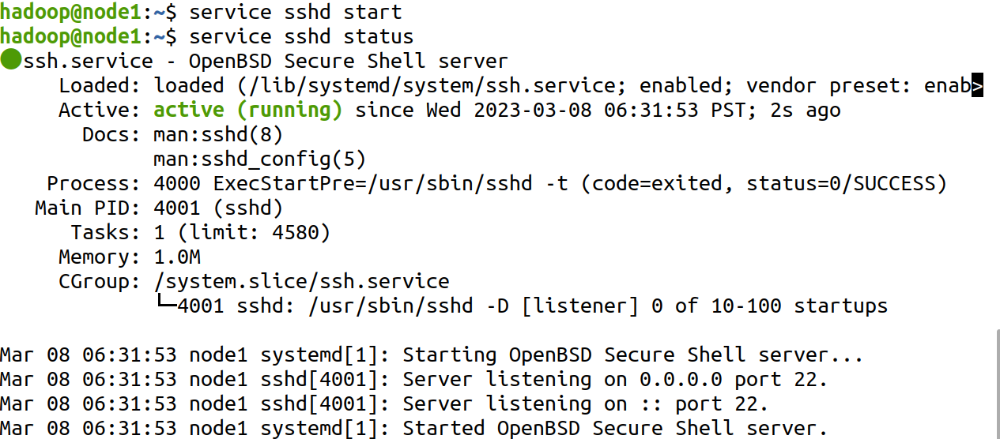 hadoop@node1:~$ service sshd start
hadoop@node1:~$ service sshd status
●ssh.service - OpenBSD Secure Shell server
     Loaded: loaded (/lib/systemd/system/ssh.service; enabled; vendor preset: enab>
     Active: active (running) since Wed 2023-03-08 06:31:53 PST; 2s ago
       Docs: man:sshd(8)
             man:sshd_config(5)
    Process: 4000 ExecStartPre=/usr/sbin/sshd -t (code=exited, status=0/SUCCESS)
   Main PID: 4001 (sshd)
      Tasks: 1 (limit: 4580)
     Memory: 1.0M
     CGroup: /system.slice/ssh.service
             └─4001 sshd: /usr/sbin/sshd -D [listener] 0 of 10-100 startups

Mar 08 06:31:53 node1 systemd[1]: Starting OpenBSD Secure Shell server...
Mar 08 06:31:53 node1 sshd[4001]: Server listening on 0.0.0.0 port 22.
Mar 08 06:31:53 node1 sshd[4001]: Server listening on :: port 22.
Mar 08 06:31:53 node1 systemd[1]: Started OpenBSD Secure Shell server.